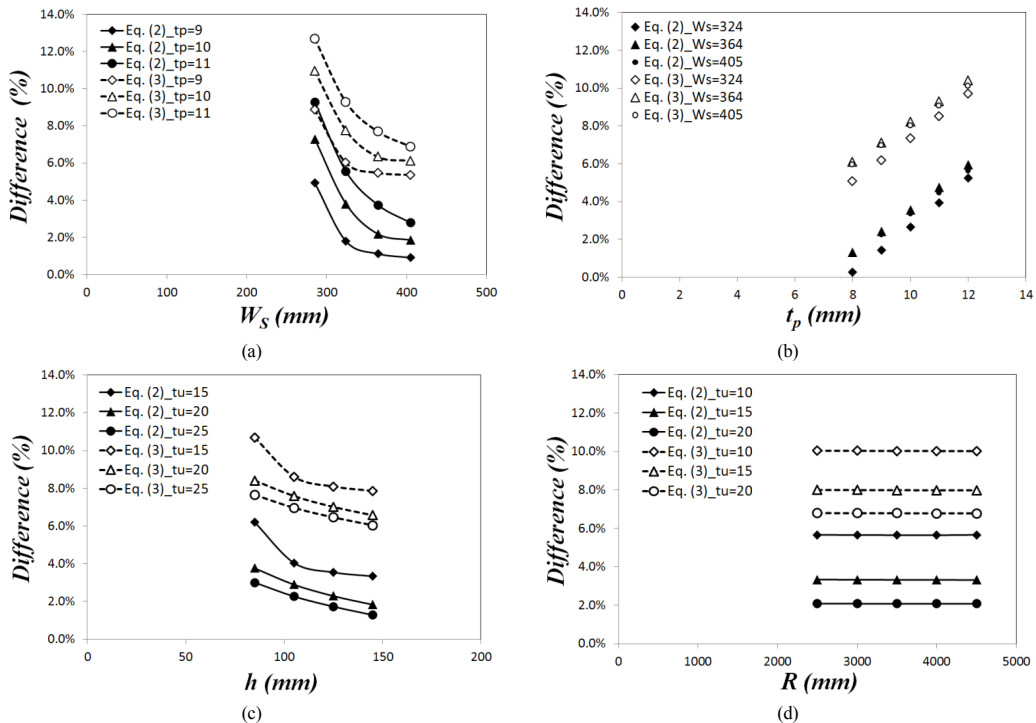 14.0%
12.0%
10.0%
8.0%
6.0%
4.0%
2.0%
0.0%
Difference (%)
Eq. (2)_tp=9
Eq. (2)_tp=10
Eq. (2)_tp=11
Eq. (3)_tp=9
Eq. (3)_tp=10
Eq. (3)_tp=11
0 100 200 300 400 500
W_S (mm)
(a)
14.0%
12.0%
10.0%
8.0%
6.0%
4.0%
2.0%
0.0%
Difference (%)
Eq. (2)_Ws=324
Eq. (2)_Ws=364
Eq. (2)_Ws=405
Eq. (3)_Ws=324
Eq. (3)_Ws=364
Eq. (3)_Ws=405
0 2 4 6 8 10 12 14
t_p (mm)
(b)
14.0%
12.0%
10.0%
8.0%
6.0%
4.0%
2.0%
0.0%
Difference (%)
Eq. (2)_tu=15
Eq. (2)_tu=20
Eq. (2)_tu=25
Eq. (3)_tu=15
Eq. (3)_tu=20
Eq. (3)_tu=25
0 50 100 150 200
h (mm)
(c)
14.0%
12.0%
10.0%
8.0%
6.0%
4.0%
2.0%
0.0%
Difference (%)
Eq. (2)_tu=10
Eq. (2)_tu=15
Eq. (2)_tu=20
Eq. (3)_tu=10
Eq. (3)_tu=15
Eq. (3)_tu=20
0 1000 2000 3000 4000 5000
R (mm)
(d)